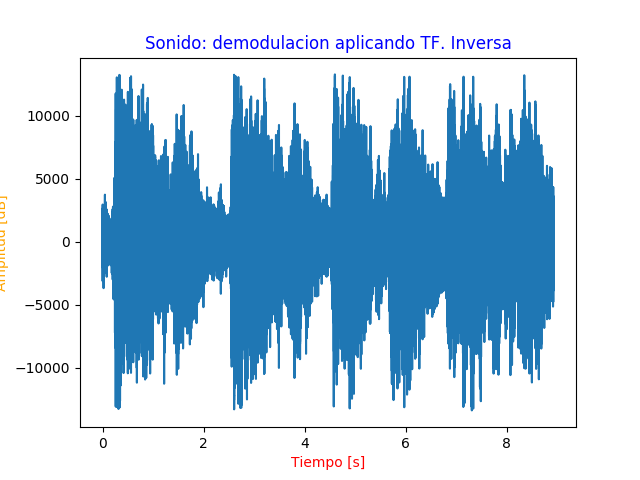 Sonido: demodulacion aplicando TF. Inversa
Amplitud [dB]
10000
5000
0
−5000
−10000
0 2 4 6 8
Tiempo [s]